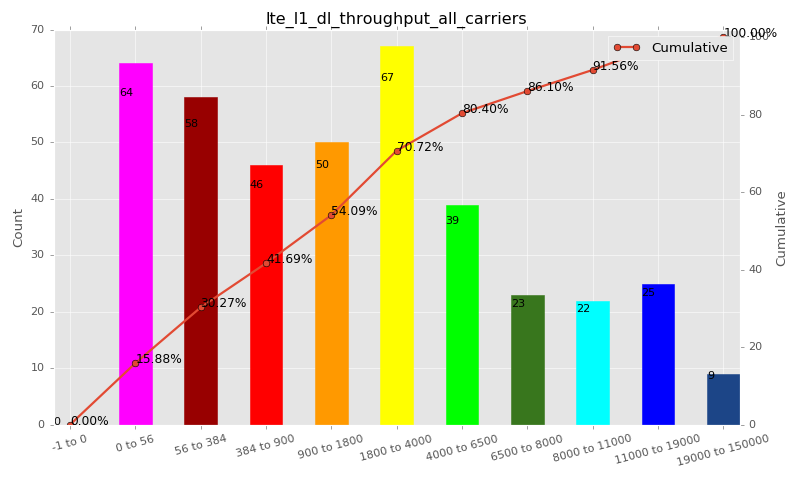 lte_l1_dl_throughput_all_carriers
70
60
50
40
30
20
10
0
Count
100
80
60
40
20
0
Cumulative
Cumulative
0
64
58
46
50
67
39
23
22
25
9
0.00%
15.88%
30.27%
41.69%
54.09%
70.72%
80.40%
86.10%
91.56%
100.00%
-1 to 0
0 to 56
56 to 384
384 to 900
900 to 1800
1800 to 4000
4000 to 6500
6500 to 8000
8000 to 11000
11000 to 19000
19000 to 150000